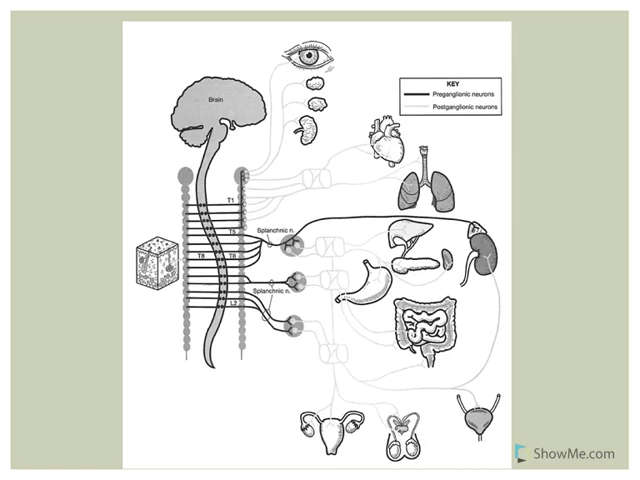 Brain
KEY
Preganglionic neurons
Postganglionic neurons
T1
T5
Splanchnic n.
T8
T8
Splanchnic n.
L2
ShowMe.com